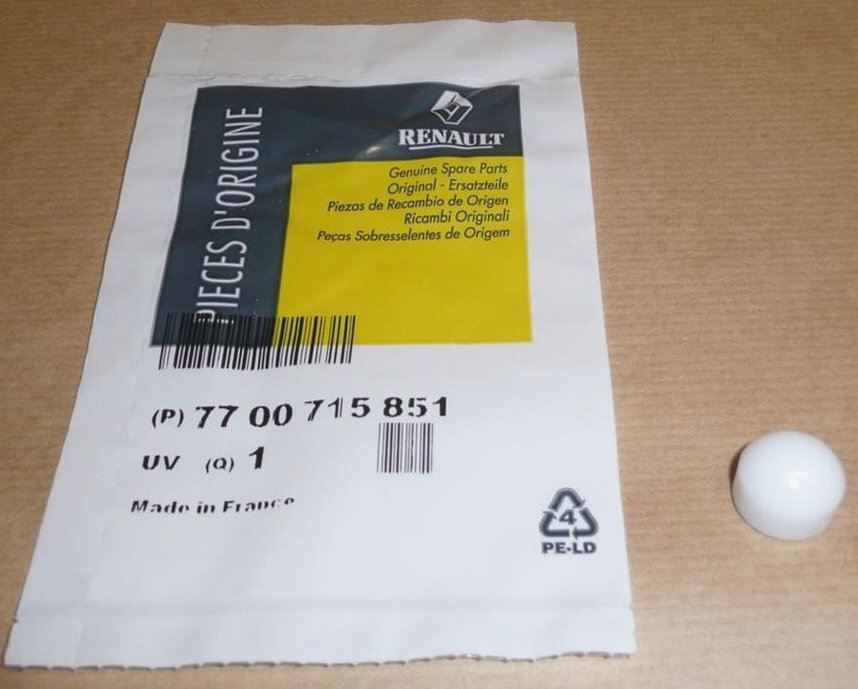 RENAULT
PIECES D'ORIGINE
Genuine Spare Parts
Original - Ersatzteile
Piezas de Recambio de Origen
Ricambi Originali
Peças Sobresselentes de Origem
(P) 77 00 715 851
UV (Q) 1
Made in France
4
PE-LD